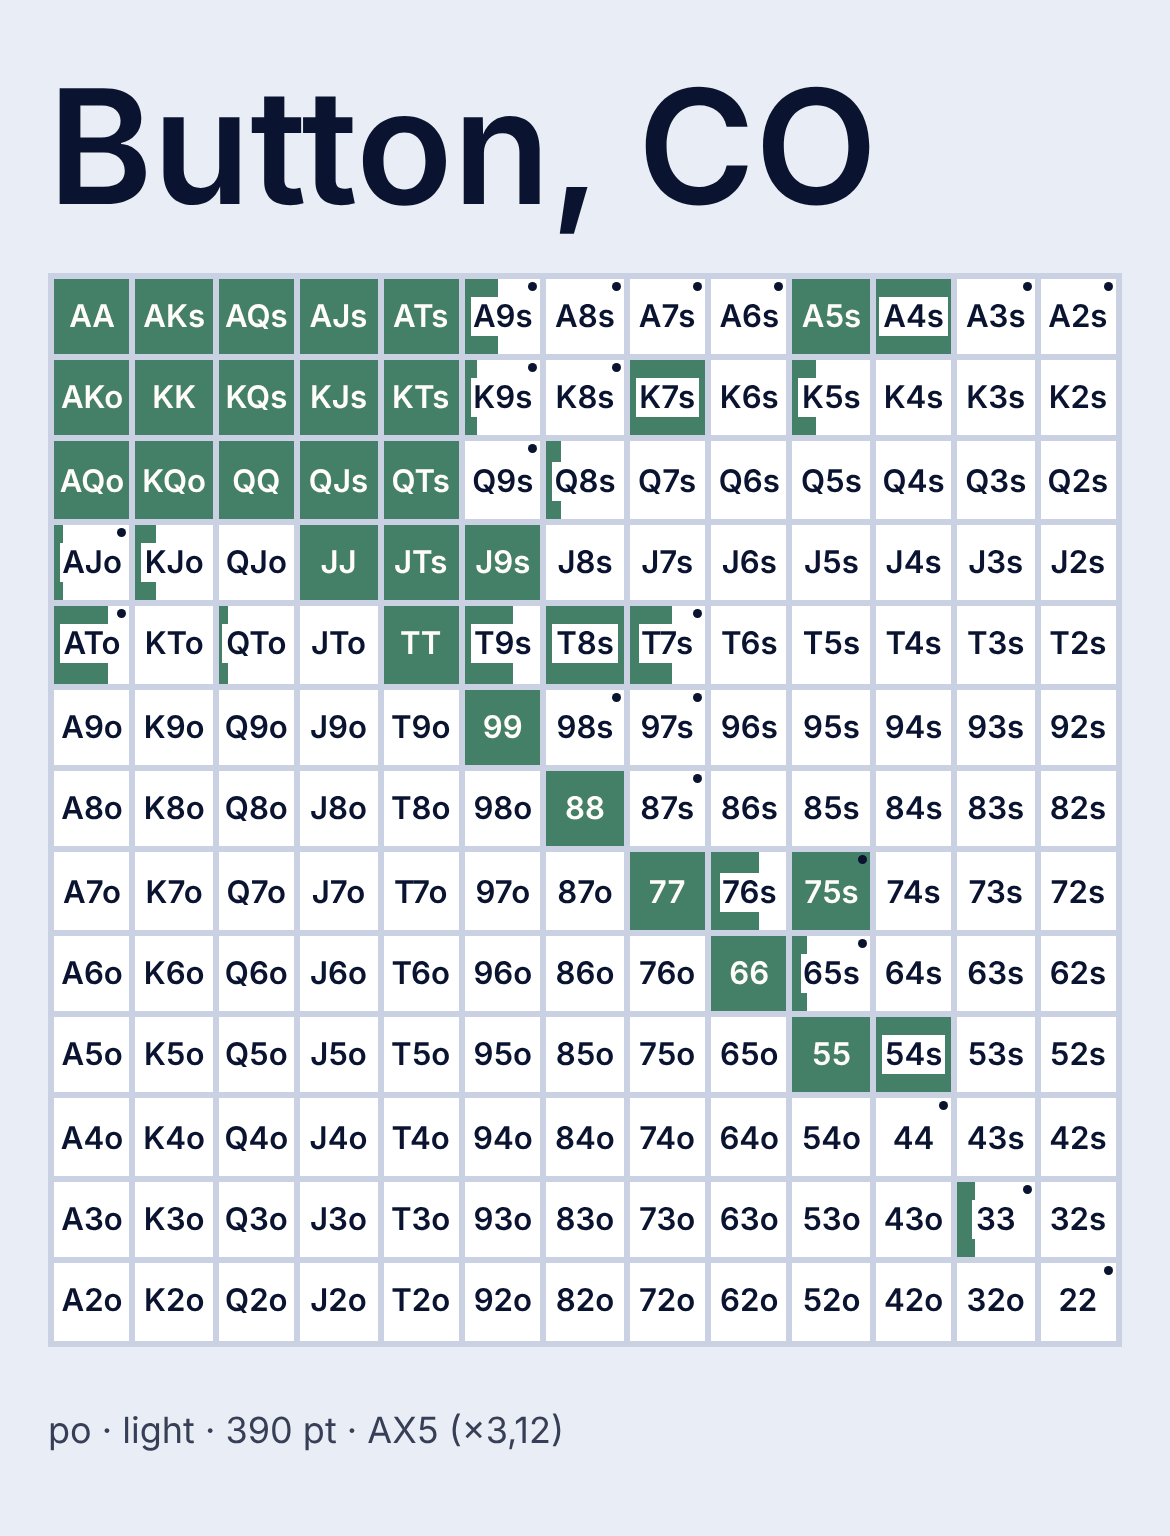 Button, CO
AA AKs AQs AJs ATs A9s A8s A7s A6s A5s A4s A3s A2s
AKo KK KQs KJs KTs K9s K8s K7s K6s K5s K4s K3s K2s
AQo KQo QQ QJs QTs Q9s Q8s Q7s Q6s Q5s Q4s Q3s Q2s
AJo KJo QJo JJ JTs J9s J8s J7s J6s J5s J4s J3s J2s
ATo KTo QTo JTo TT T9s T8s T7s T6s T5s T4s T3s T2s
A9o K9o Q9o J9o T9o 99 98s 97s 96s 95s 94s 93s 92s
A8o K8o Q8o J8o T8o 98o 88 87s 86s 85s 84s 83s 82s
A7o K7o Q7o J7o T7o 97o 87o 77 76s 75s 74s 73s 72s
A6o K6o Q6o J6o T6o 96o 86o 76o 66 65s 64s 63s 62s
A5o K5o Q5o J5o T5o 95o 85o 75o 65o 55 54s 53s 52s
A4o K4o Q4o J4o T4o 94o 84o 74o 64o 54o 44 43s 42s
A3o K3o Q3o J3o T3o 93o 83o 73o 63o 53o 43o 33 32s
A2o K2o Q2o J2o T2o 92o 82o 72o 62o 52o 42o 32o 22
po · light · 390 pt · AX5 (×3,12)